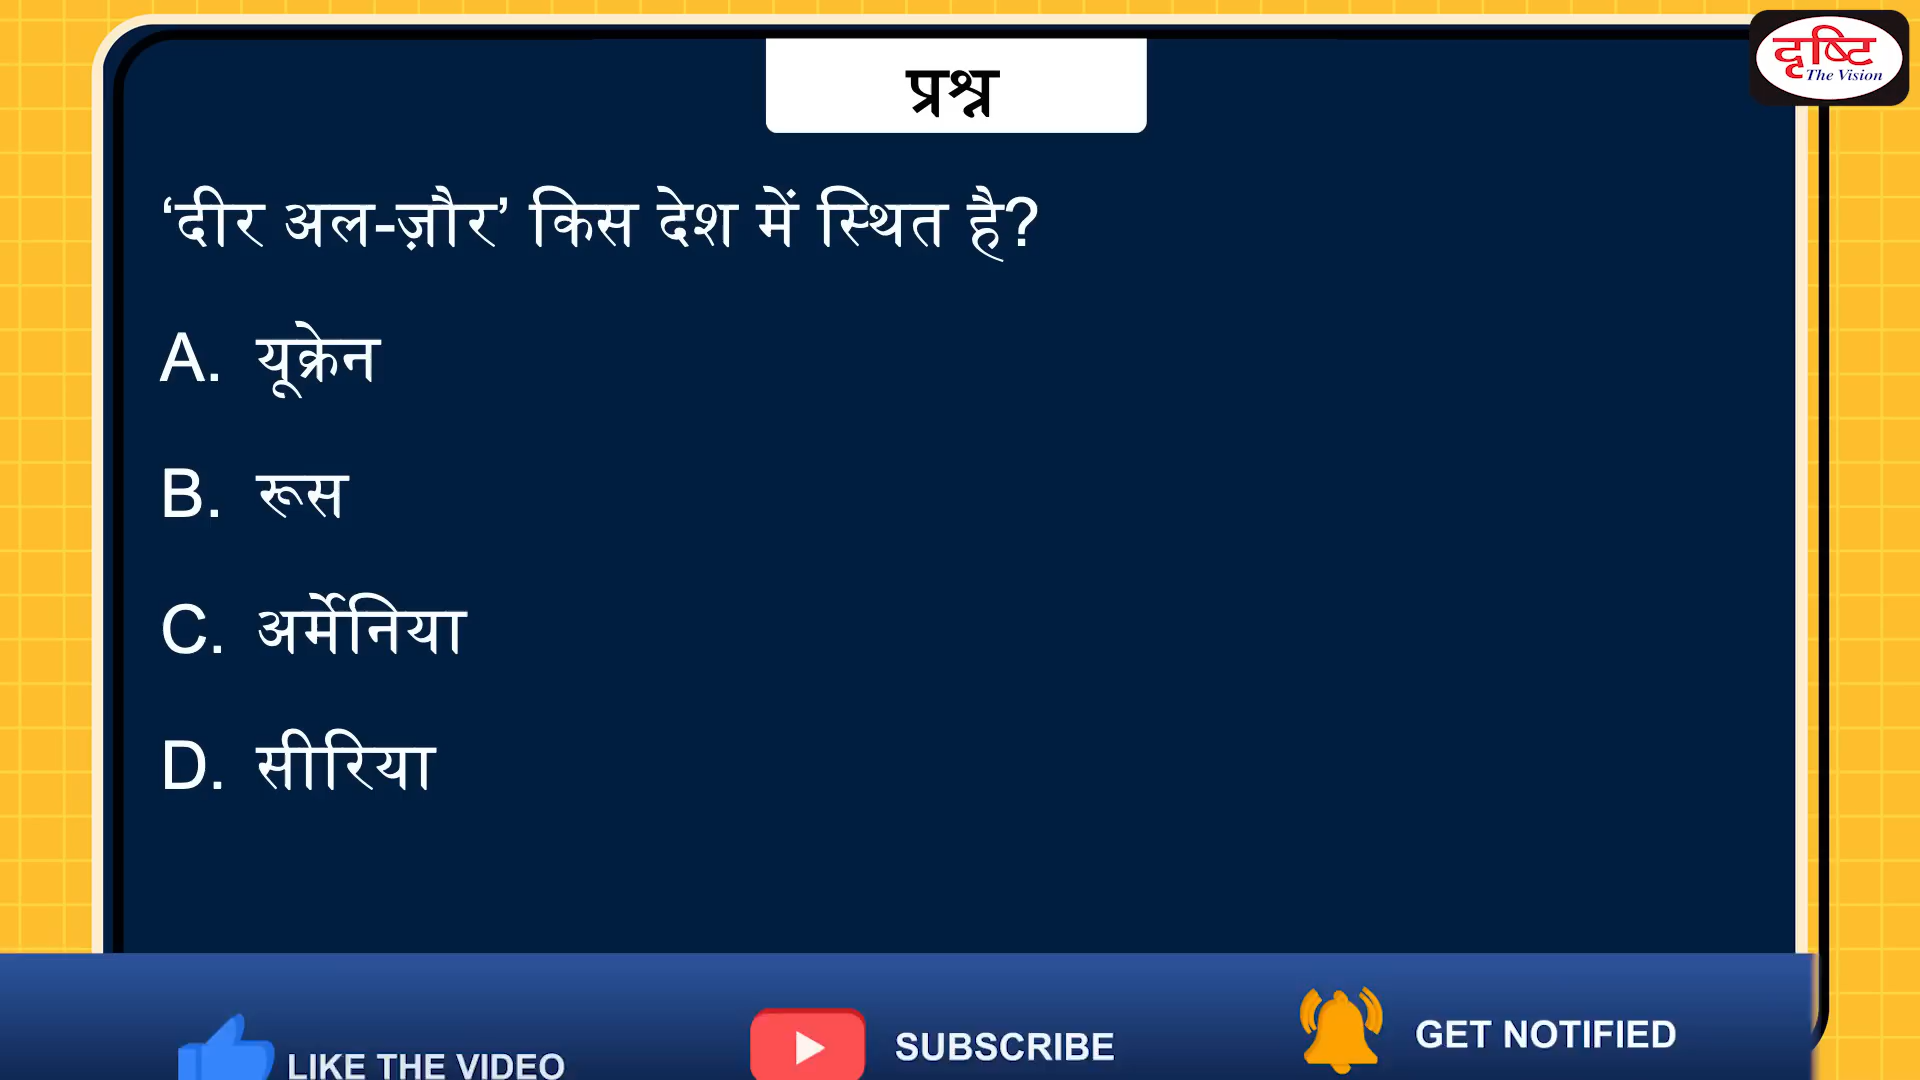 दृष्टि
The Vision
प्रश्न
‘दीर अल-ज़ौर’ किस देश में स्थित है?
A. यूक्रेन
B. रूस
C. अर्मेनिया
D. सीरिया
LIKE THE VIDEO
SUBSCRIBE
GET NOTIFIED